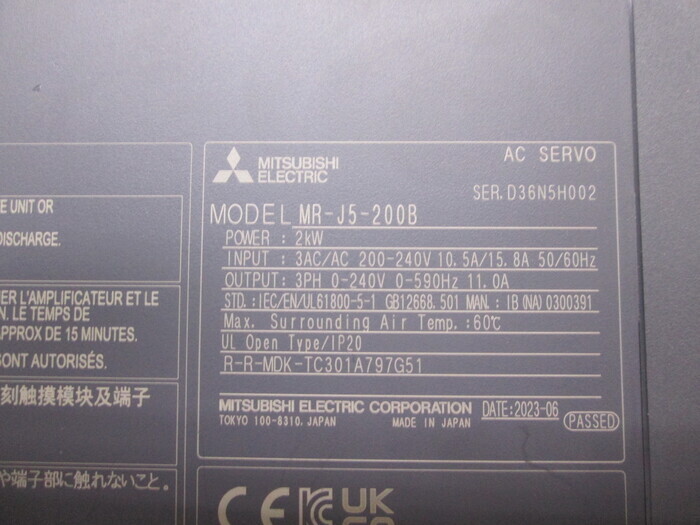 E UNIT OR
DISCHARGE.
ER L'AMPLIFICATEUR ET LE
N. LE TEMPS DE
APPROX DE 15 MINUTES.
SONT AUTORISÉS.
刻触摸模块及端子
や端子部に触れないこと。
MITSUBISHI
ELECTRIC
AC SERVO
SER. D36N5H002
MODEL MR-J5-200B
POWER : 2kW
INPUT : 3AC/AC 200-240V 10.5A/15.8A 50/60Hz
OUTPUT: 3PH 0-240V 0-590Hz 11.0A
STD.: IEC/EN/UL61800-5-1 GB12668.501 MAN.: IB(NA)0300391
Max. Surrounding Air Temp.:60℃
UL Open Type/IP20
R-R-MDK-TC301A797G51
MITSUBISHI ELECTRIC CORPORATION DATE:2023-06
TOKYO 100-8310, JAPAN MADE IN JAPAN PASSED
CE UK